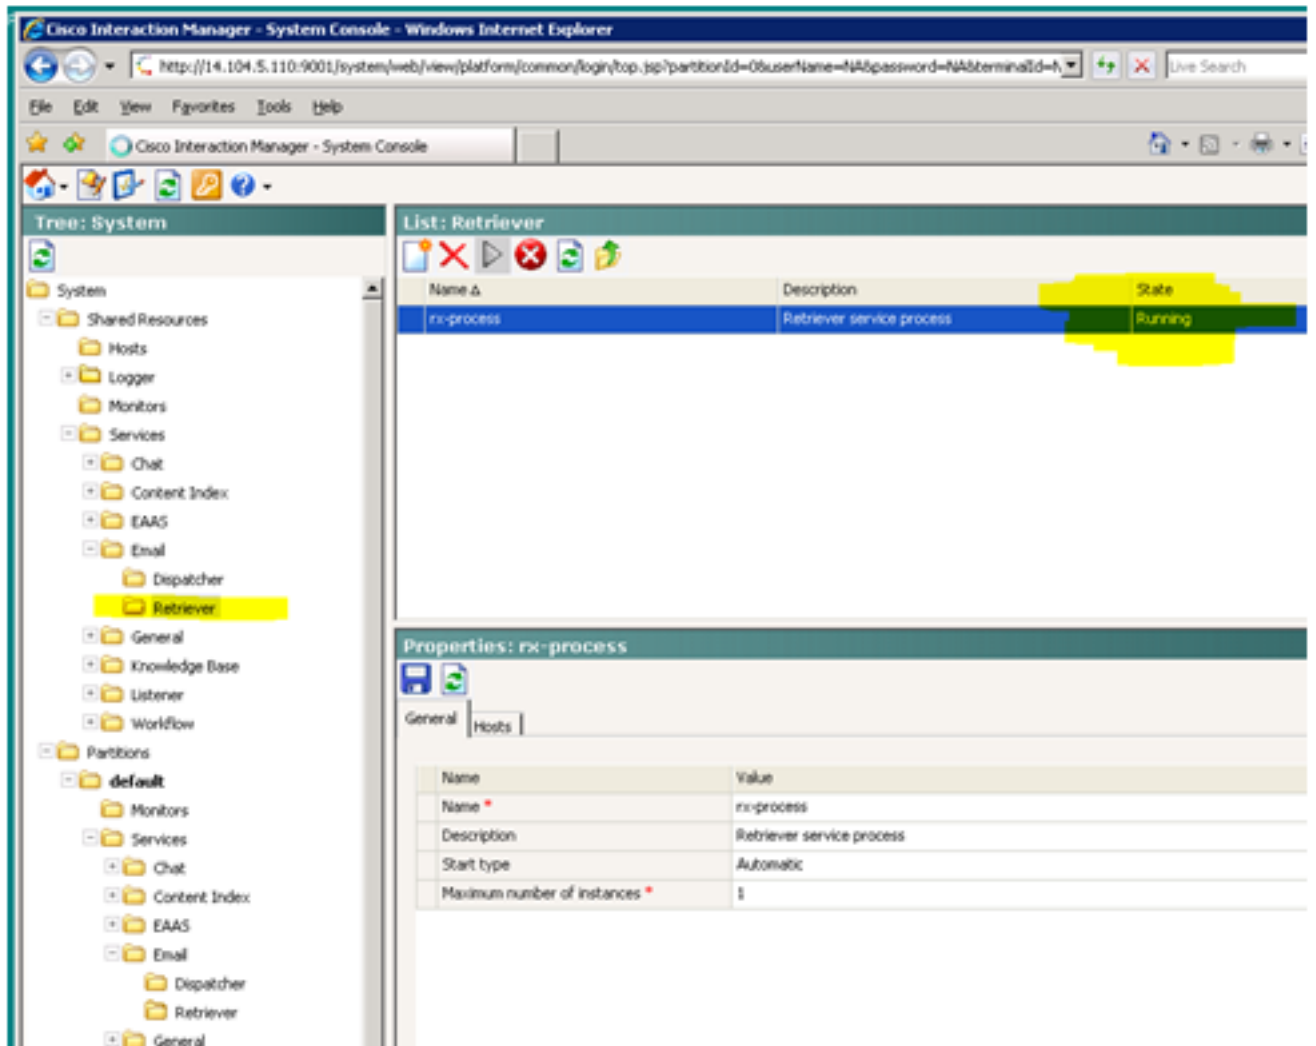 Cisco Interaction Manager - System Console - Windows Internet Explorer
http://14.104.5.110:9001/system/web/view/platform/common/login/top.jsp?partitionId=0&userName=NA&password=NA&terminalId=N
Live Search
File Edit View Favorites Tools Help
Cisco Interaction Manager - System Console
Tree: System
System
Shared Resources
Hosts
Logger
Monitors
Services
Chat
Content Index
EAAS
Email
Dispatcher
Retriever
General
Knowledge Base
Listener
Workflow
Partitions
default
Monitors
Services
Chat
Content Index
EAAS
Email
Dispatcher
Retriever
General
List: Retriever
Name Description State
rx-process Retriever service process Running
Properties: rx-process
General Hosts
Name Value
Name * rx-process
Description Retriever service process
Start type Automatic
Maximum number of instances * 1